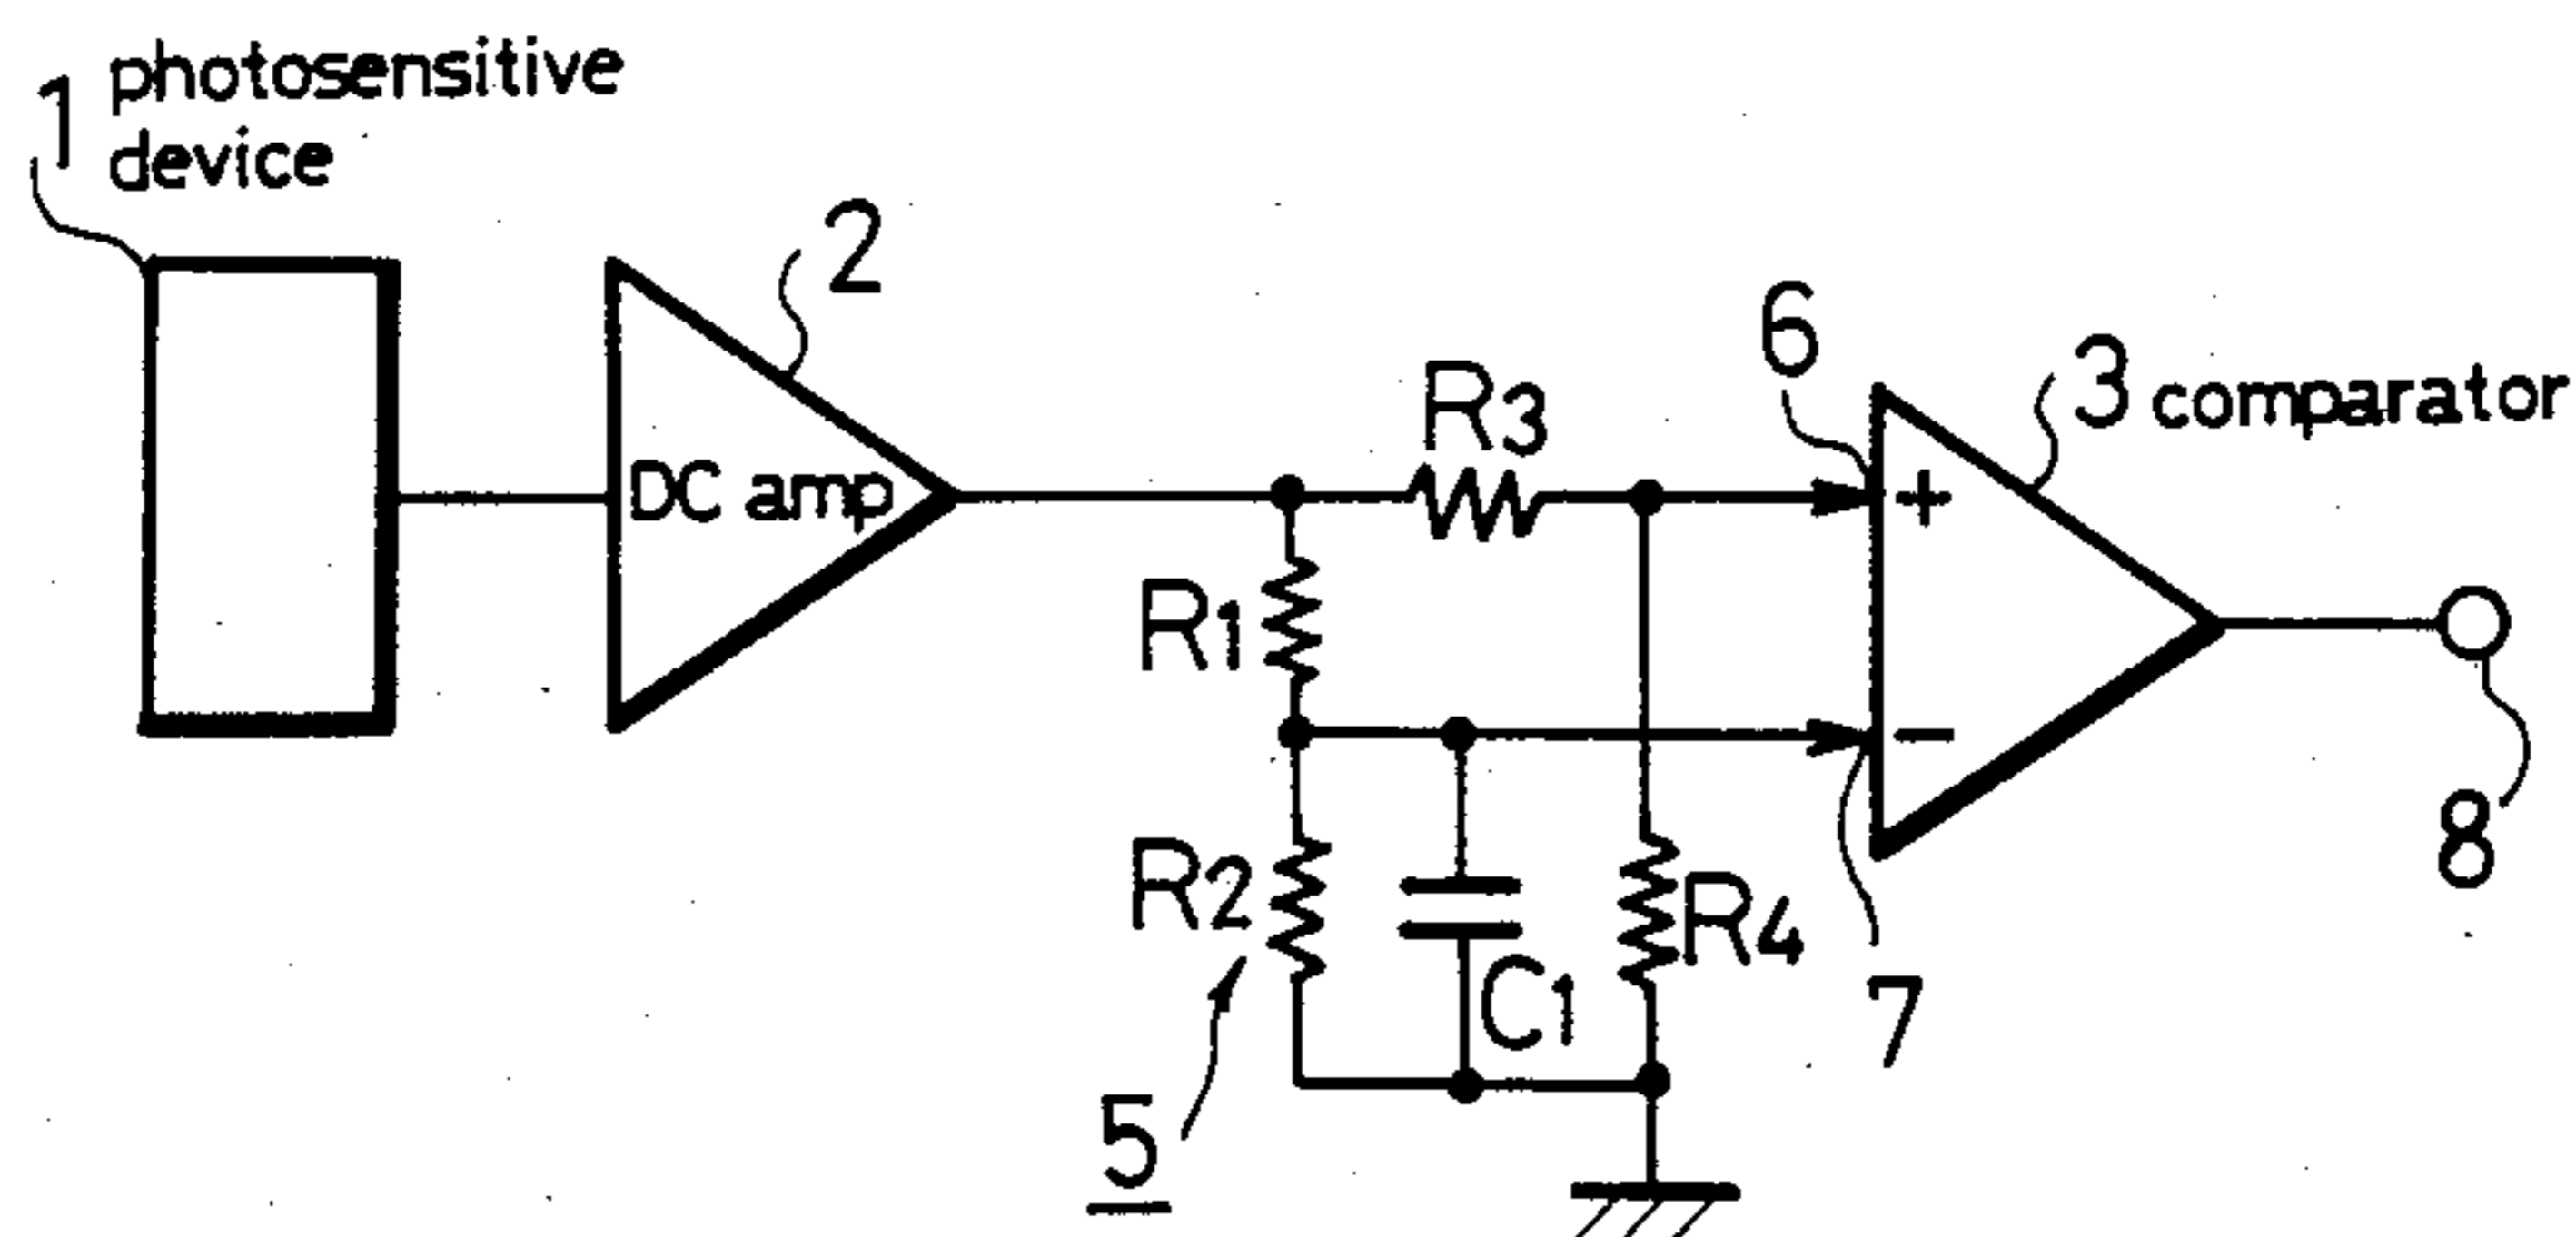 1 photosensitive
device
2
DC amp
R3
6
3 comparator
+
R1
−
R2
C1
R4
7
8
5